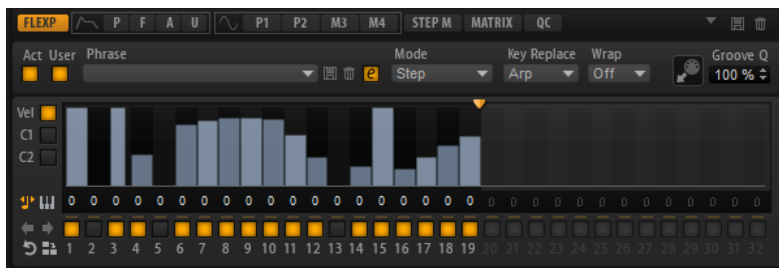 FLEXP P F A U P1 P2 M3 M4 STEP M MATRIX QC
Act User Phrase Mode Key Replace Wrap Groove Q
e Step Arp Off 100 %
Vel
C1
C2
0 0 0 0 0 0 0 0 0 0 0 0 0 0 0 0 0 0 0 0 0 0 0 0 0 0 0 0 0 0 0 0
1 2 3 4 5 6 7 8 9 10 11 12 13 14 15 16 17 18 19 20 21 22 23 24 25 26 27 28 29 30 31 32